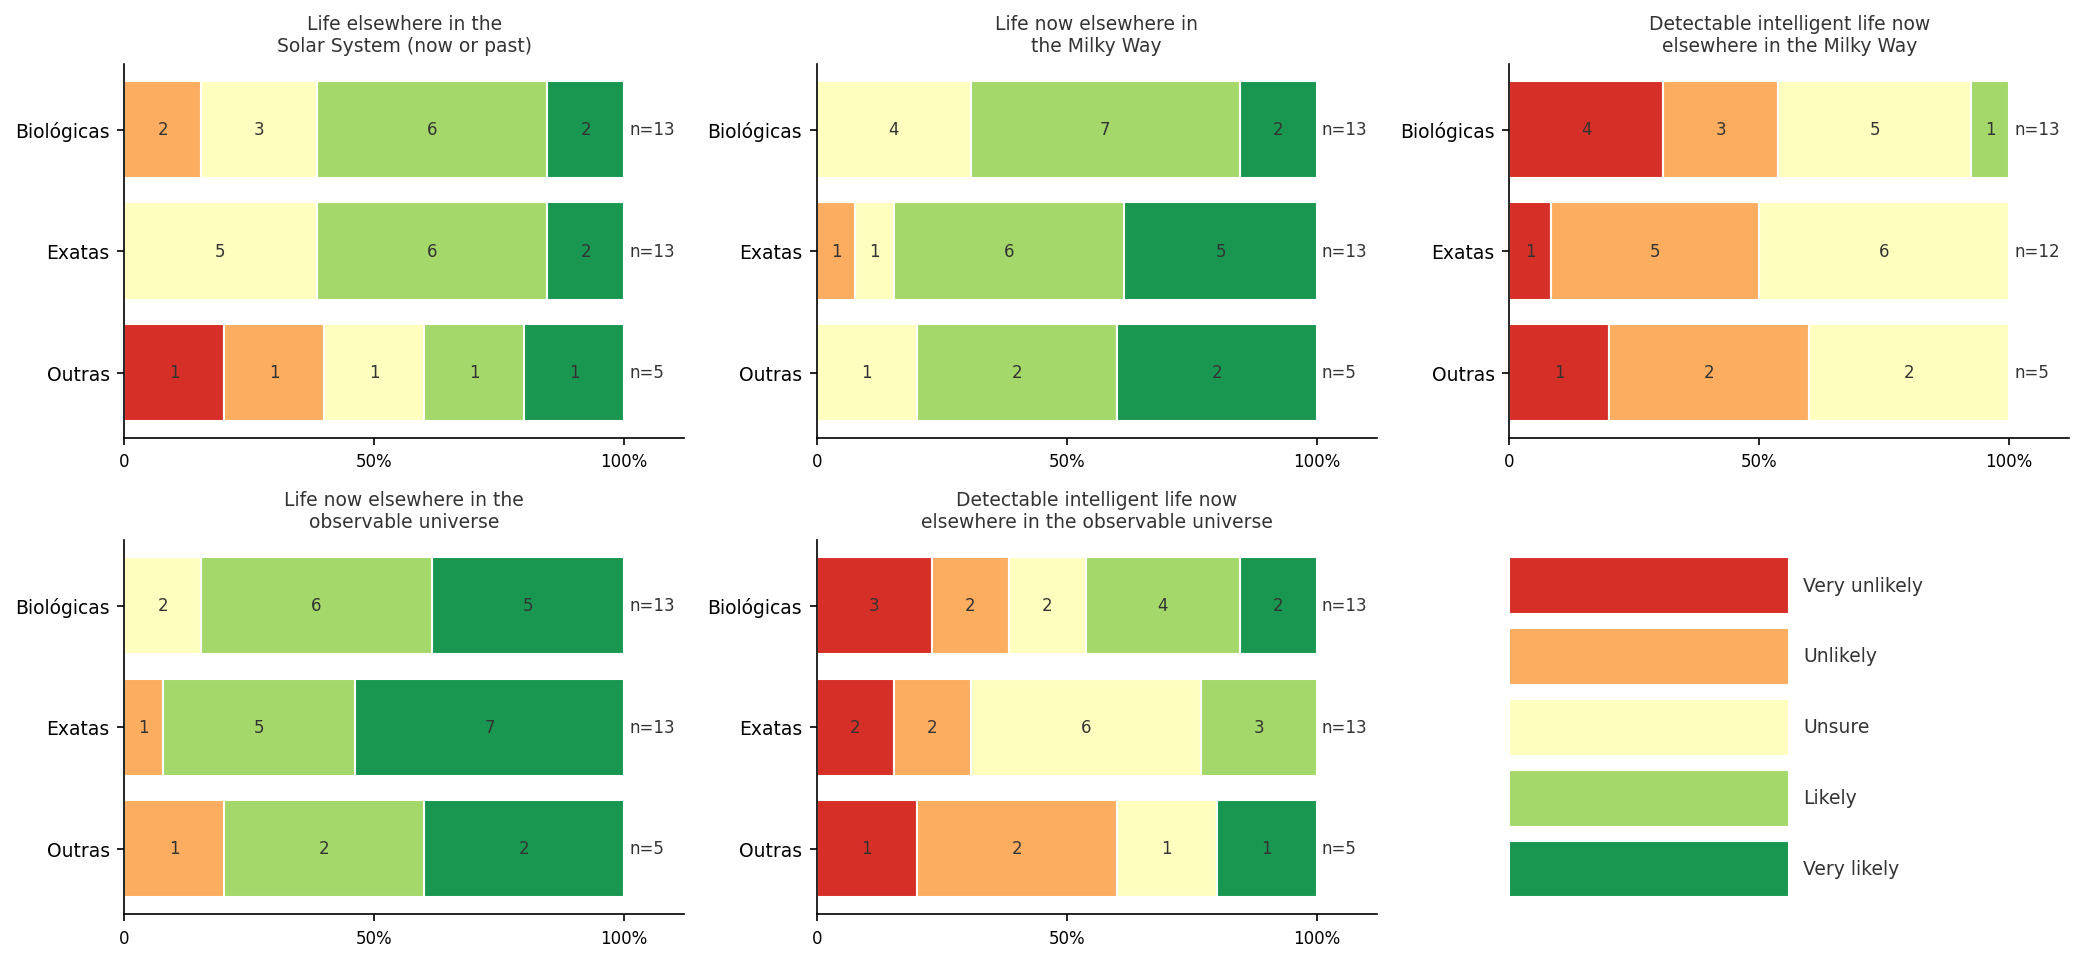 Life elsewhere in the
Solar System (now or past)
Biológicas
2 3 6 2 n=13
Exatas
5 6 2 n=13
Outras
1 1 1 1 1 n=5
0 50% 100%
Life now elsewhere in
the Milky Way
Biológicas
4 7 2 n=13
Exatas
1 1 6 5 n=13
Outras
1 2 2 n=5
0 50% 100%
Detectable intelligent life now
elsewhere in the Milky Way
Biológicas
4 3 5 1 n=13
Exatas
1 5 6 n=12
Outras
1 2 2 n=5
0 50% 100%
Life now elsewhere in the
observable universe
Biológicas
2 6 5 n=13
Exatas
1 5 7 n=13
Outras
1 2 2 n=5
0 50% 100%
Detectable intelligent life now
elsewhere in the observable universe
Biológicas
3 2 2 4 2 n=13
Exatas
2 2 6 3 n=13
Outras
1 2 1 1 n=5
0 50% 100%
Very unlikely
Unlikely
Unsure
Likely
Very likely